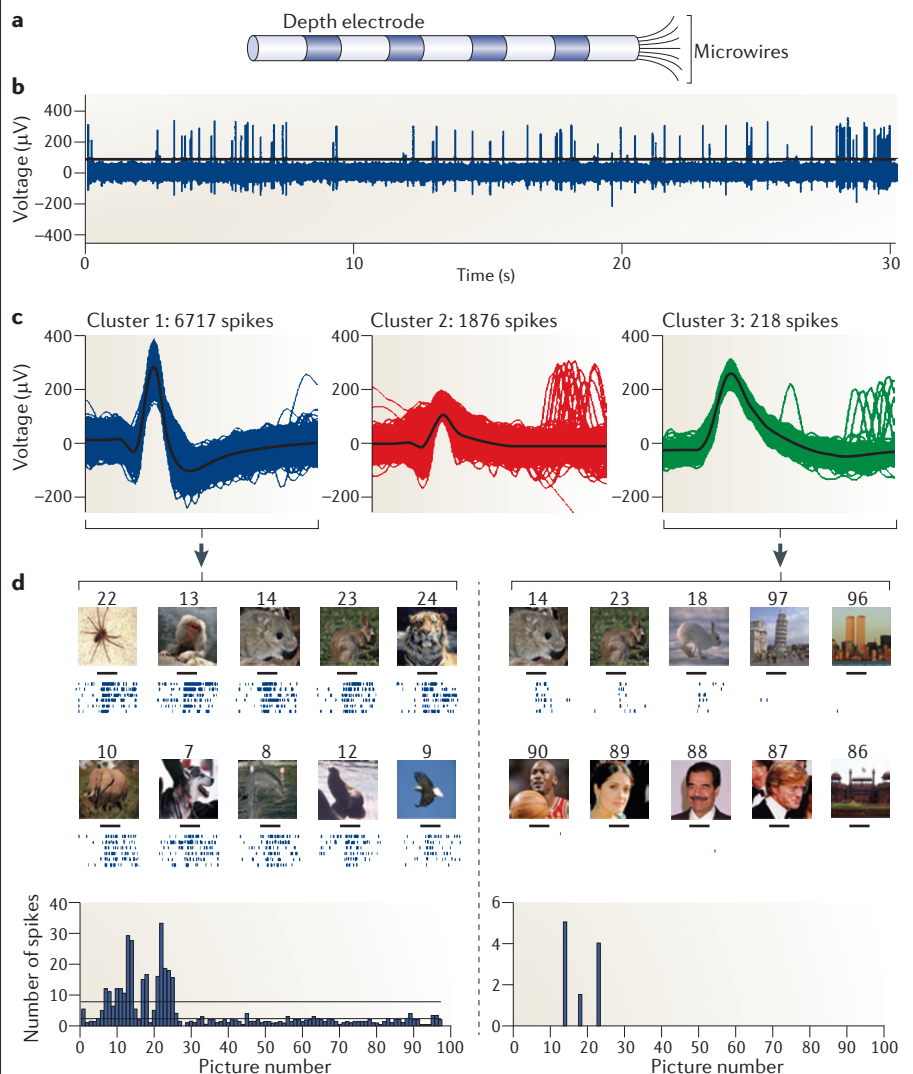 a
Depth electrode
Microwires
b
Voltage (µV)
400
200
0
−200
−400
0
10
20
30
Time (s)
c
Cluster 1: 6717 spikes
Cluster 2: 1876 spikes
Cluster 3: 218 spikes
Voltage (µV)
400
200
0
−200
400
200
0
−200
400
200
0
−200
d
22 13 14 23 24
10 7 8 12 9
14 23 18 97 96
90 89 88 87 86
Number of spikes
40
30
20
10
0
0 10 20 30 40 50 60 70 80 90 100
Picture number
6
4
2
0
0 10 20 30 40 50 60 70 80 90 100
Picture number